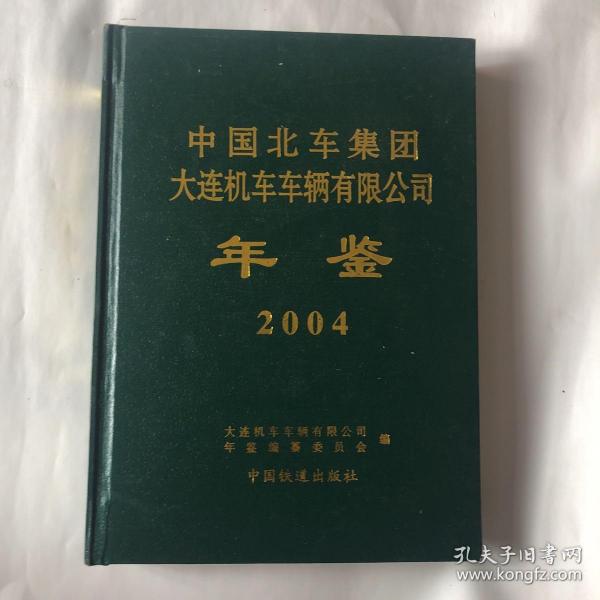 中国北车集团
大连机车车辆有限公司
年鉴
2004
大连机车车辆有限公司
年鉴编纂委员会
编
中国铁道出版社
孔夫子旧书网
www.kongfz.com